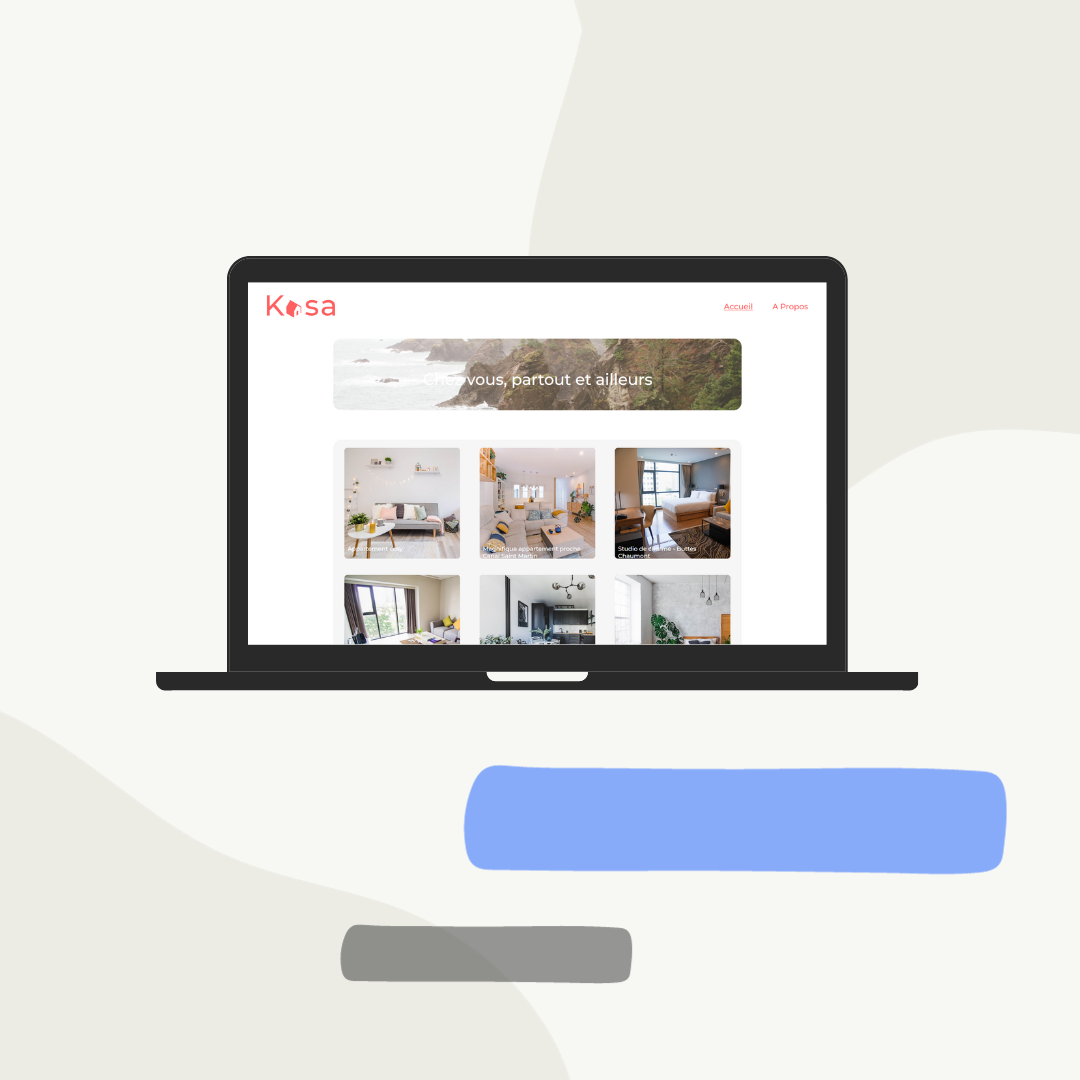 Kasa
Accueil
A Propos
Chez vous, partout et ailleurs
Appartement cosy
Magnifique appartement proche
Canal Saint Martin
Studio de charme - Buttes
Chaumont